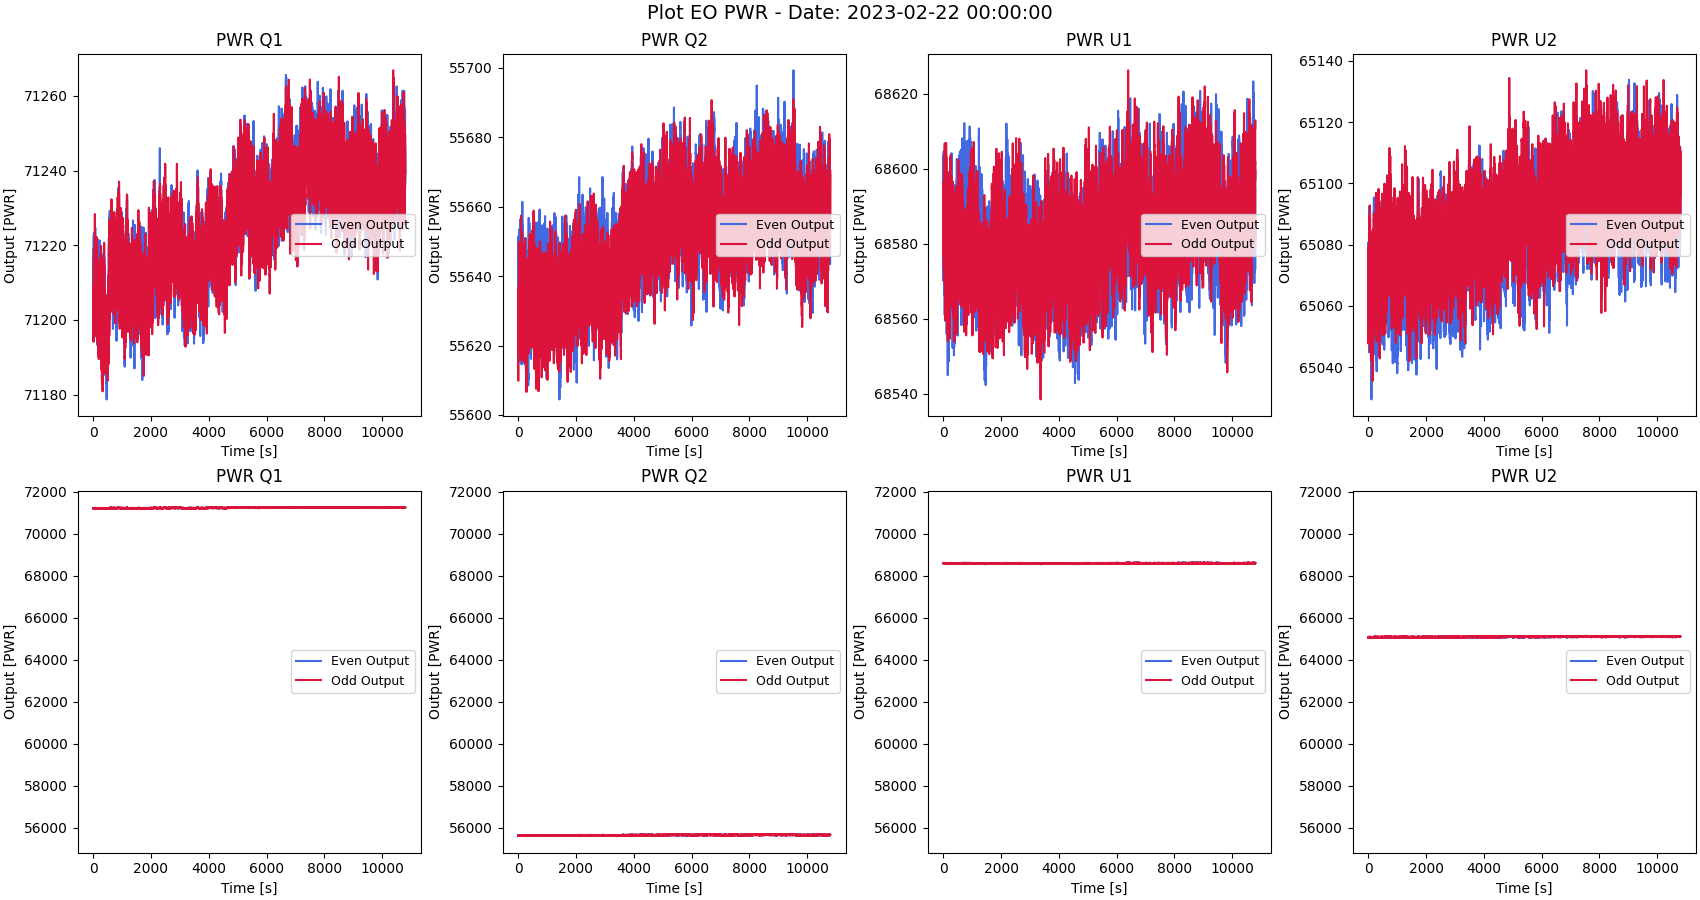 Plot EO PWR - Date: 2023-02-22 00:00:00
PWR Q1
Output [PWR]
71260
71240
71220
71200
71180
0 2000 4000 6000 8000 10000
Time [s]
Even Output
Odd Output
PWR Q2
Output [PWR]
55700
55680
55660
55640
55620
55600
0 2000 4000 6000 8000 10000
Time [s]
Even Output
Odd Output
PWR U1
Output [PWR]
68620
68600
68580
68560
68540
0 2000 4000 6000 8000 10000
Time [s]
Even Output
Odd Output
PWR U2
Output [PWR]
65140
65120
65100
65080
65060
65040
0 2000 4000 6000 8000 10000
Time [s]
Even Output
Odd Output
PWR Q1
Output [PWR]
72000
70000
68000
66000
64000
62000
60000
58000
56000
0 2000 4000 6000 8000 10000
Time [s]
Even Output
Odd Output
PWR Q2
Output [PWR]
72000
70000
68000
66000
64000
62000
60000
58000
56000
0 2000 4000 6000 8000 10000
Time [s]
Even Output
Odd Output
PWR U1
Output [PWR]
72000
70000
68000
66000
64000
62000
60000
58000
56000
0 2000 4000 6000 8000 10000
Time [s]
Even Output
Odd Output
PWR U2
Output [PWR]
72000
70000
68000
66000
64000
62000
60000
58000
56000
0 2000 4000 6000 8000 10000
Time [s]
Even Output
Odd Output